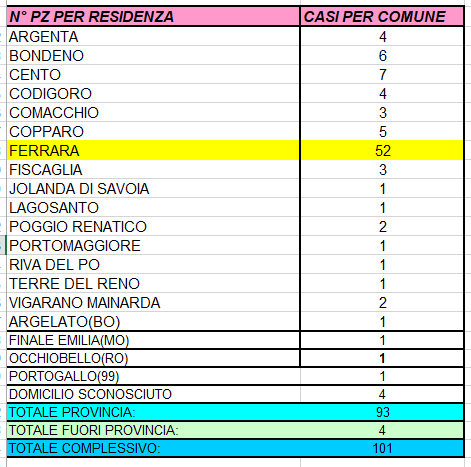 N° PZ PER RESIDENZA CASI PER COMUNE
ARGENTA 4
BONDENO 6
CENTO 7
CODIGORO 4
COMACCHIO 3
COPPARO 5
FERRARA 52
FISCAGLIA 3
JOLANDA DI SAVOIA 1
LAGOSANTO 1
POGGIO RENATICO 2
PORTOMAGGIORE 1
RIVA DEL PO 1
TERRE DEL RENO 1
VIGARANO MAINARDA 2
ARGELATO(BO) 1
FINALE EMILIA(MO) 1
OCCHIOBELLO(RO) 1
PORTOGALLO(99) 1
DOMICILIO SCONOSCIUTO 4
TOTALE PROVINCIA: 93
TOTALE FUORI PROVINCIA: 4
TOTALE COMPLESSIVO: 101